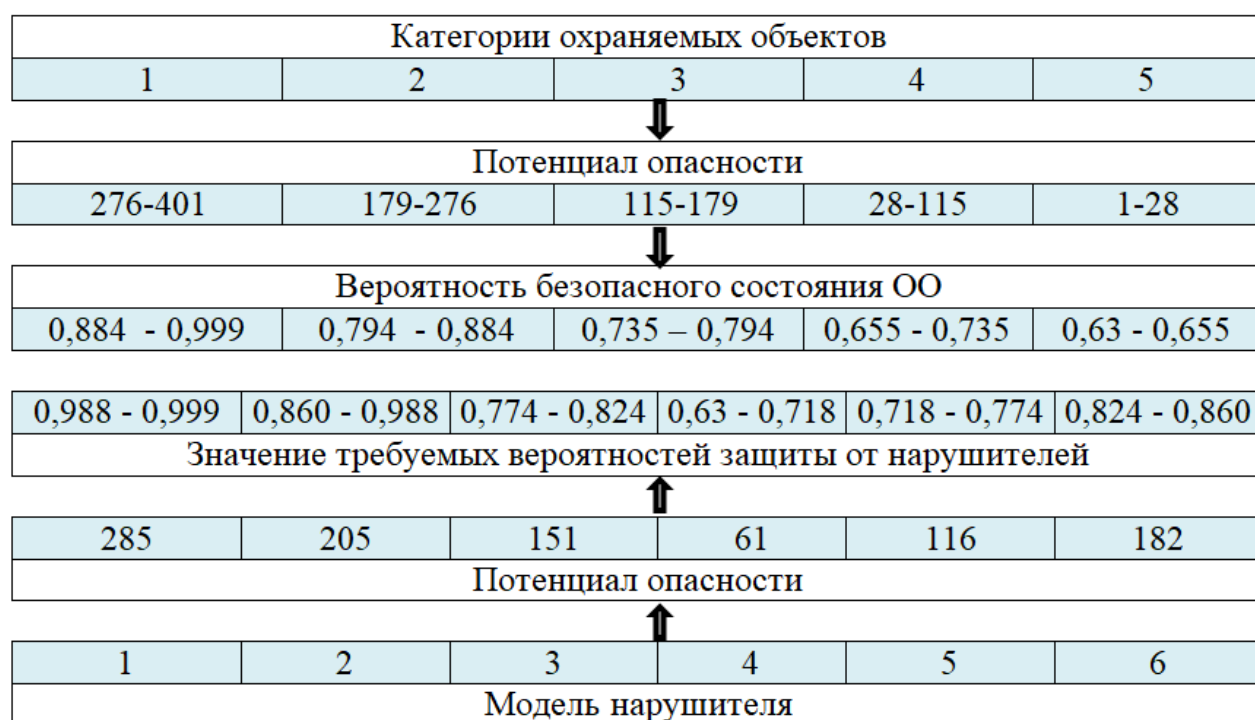 Категории охраняемых объектов
1 2 3 4 5
Потенциал опасности
276-401 179-276 115-179 28-115 1-28
Вероятность безопасного состояния ОО
0,884 - 0,999 0,794 - 0,884 0,735 – 0,794 0,655 - 0,735 0,63 - 0,655
0,988 - 0,999 0,860 - 0,988 0,774 - 0,824 0,63 - 0,718 0,718 - 0,774 0,824 - 0,860
Значение требуемых вероятностей защиты от нарушителей
285 205 151 61 116 182
Потенциал опасности
1 2 3 4 5 6
Модель нарушителя